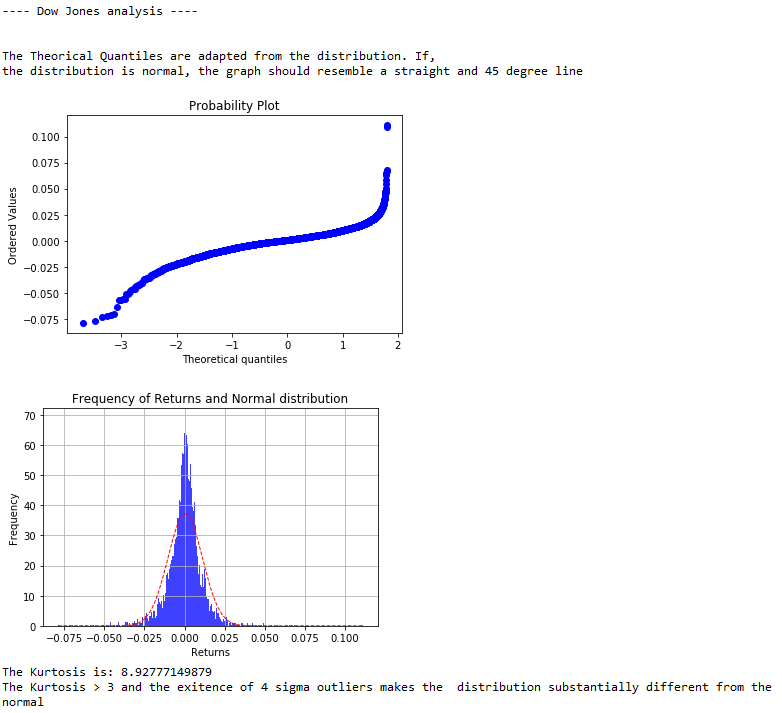 ---- Dow Jones analysis ----
The Theorical Quantiles are adapted from the distribution. If,
the distribution is normal, the graph should resemble a straight and 45 degree line
Probability Plot
0.100
0.075
0.050
0.025
0.000
−0.025
−0.050
−0.075
Ordered Values
−3 −2 −1 0 1 2
Theoretical quantiles
Frequency of Returns and Normal distribution
70
60
50
40
30
20
10
0
Frequency
−0.075 −0.050 −0.025 0.000 0.025 0.050 0.075 0.100
Returns
The Kurtosis is: 8.92777149879
The Kurtosis > 3 and the exitence of 4 sigma outliers makes the  distribution substantially different from the
normal